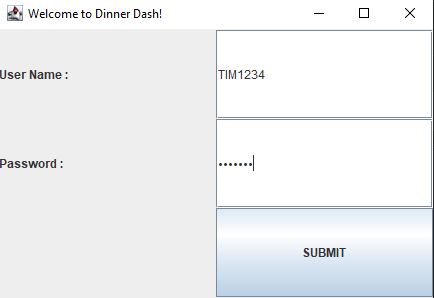 Welcome to Dinner Dash!
User Name :
TIM1234
Password :
•••••••
SUBMIT